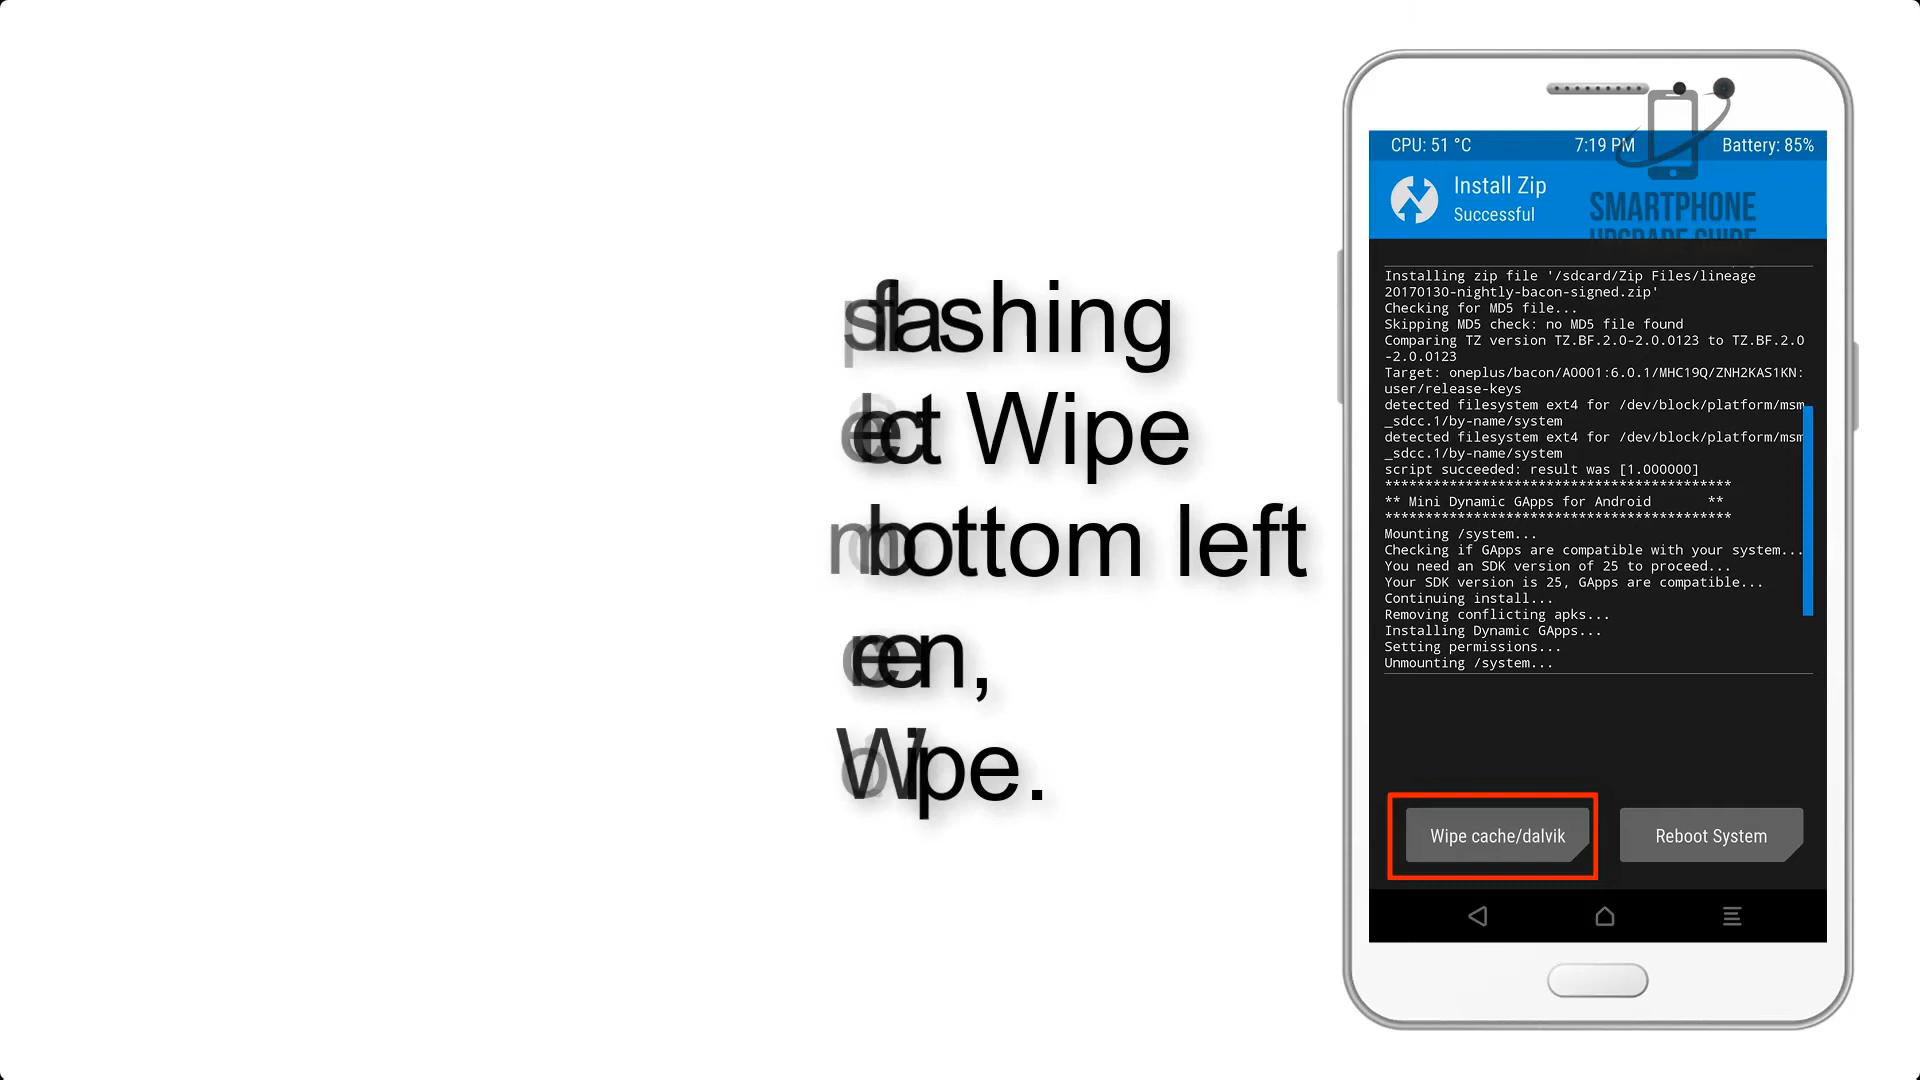 flashing
Wipe
bottom left
Wipe.
CPU: 51 °C 7:19 PM Battery: 85%
Install Zip
Successful
SMARTPHONE
UPGRADE GUIDE
Installing zip file '/sdcard/Zip Files/lineage
20170130-nightly-bacon-signed.zip'
Checking for MD5 file...
Skipping MD5 check: no MD5 file found
Comparing TZ version TZ.BF.2.0-2.0.0123 to TZ.BF.2.0
-2.0.0123
Target: oneplus/bacon/A0001:6.0.1/MHC19Q/ZNH2KAS1KN:
user/release-keys
detected filesystem ext4 for /dev/block/platform/msm
_sdcc.1/by-name/system
detected filesystem ext4 for /dev/block/platform/msm
_sdcc.1/by-name/system
script succeeded: result was [1.000000]
*******************************************
** Mini Dynamic GApps for Android **
*******************************************
Mounting /system...
Checking if GApps are compatible with your system...
You need an SDK version of 25 to proceed...
Your SDK version is 25, GApps are compatible...
Continuing install...
Removing conflicting apks...
Installing Dynamic GApps...
Setting permissions...
Unmounting /system...
Wipe cache/dalvik Reboot System